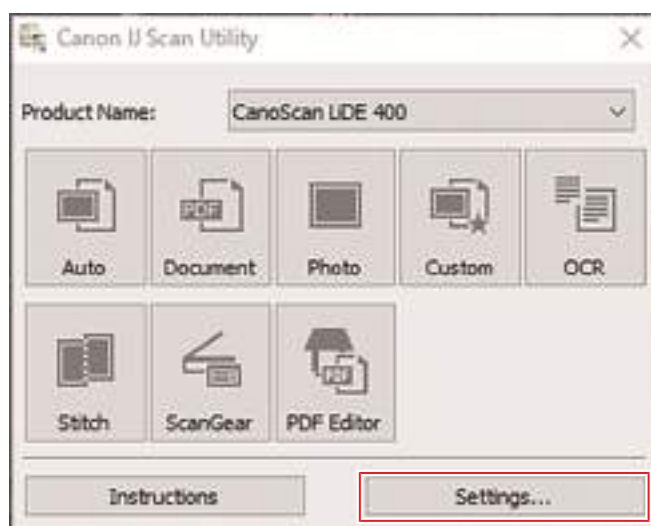 Canon IJ Scan Utility
Product Name: CanoScan LiDE 400
Auto Document Photo Custom OCR
Stitch ScanGear PDF Editor
Instructions Settings...